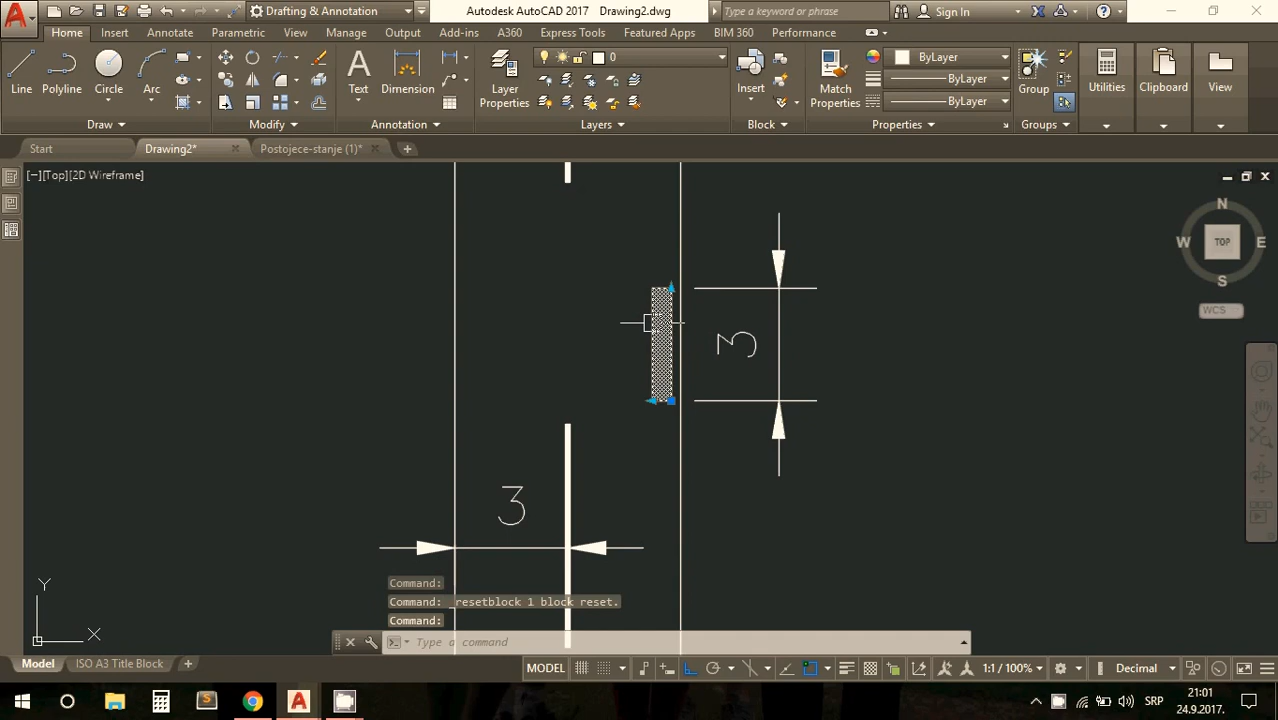 Drafting & Annotation
Autodesk AutoCAD 2017 Drawing2.dwg
Type a keyword or phrase
Sign In
Home Insert Annotate Parametric View Manage Output Add-ins A360 Express Tools Featured Apps BIM 360 Performance
0
ByLayer
ByLayer
ByLayer
Line Polyline Circle Arc
Text Dimension
Layer Properties
Insert
Match Properties
Group
Utilities Clipboard View
Draw Modify Annotation Layers Block Properties Groups
Start Drawing2* Postojece-stanje (1)*
[−][Top][2D Wireframe]
N
W TOP E
S
WCS
3
3
Y
X
Command:
Command: _resetblock 1 block reset.
Command:
Type a command
Model ISO A3 Title Block
MODEL 1:1 / 100% Decimal
SRP
21:01
24.9.2017.